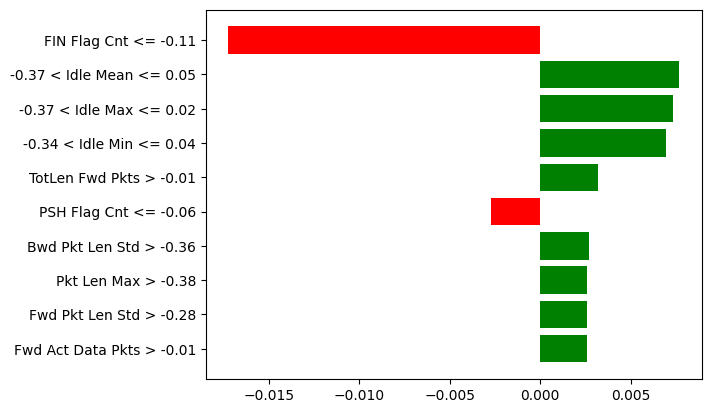 FIN Flag Cnt <= -0.11
-0.37 < Idle Mean <= 0.05
-0.37 < Idle Max <= 0.02
-0.34 < Idle Min <= 0.04
TotLen Fwd Pkts > -0.01
PSH Flag Cnt <= -0.06
Bwd Pkt Len Std > -0.36
Pkt Len Max > -0.38
Fwd Pkt Len Std > -0.28
Fwd Act Data Pkts > -0.01
−0.015 −0.010 −0.005 0.000 0.005